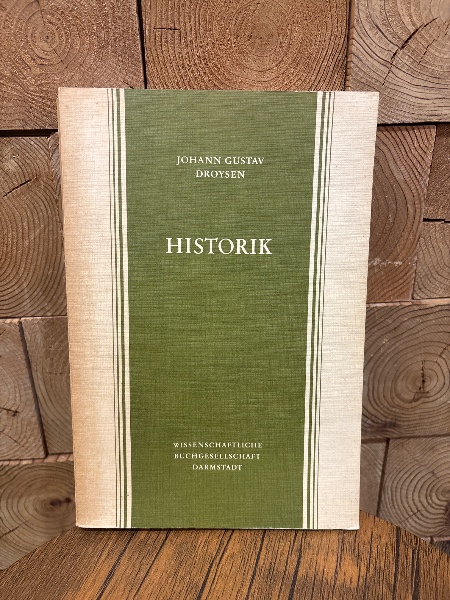 JOHANN GUSTAV
DROYSEN
HISTORIK
WISSENSCHAFTLICHE
BUCHGESELLSCHAFT
DARMSTADT